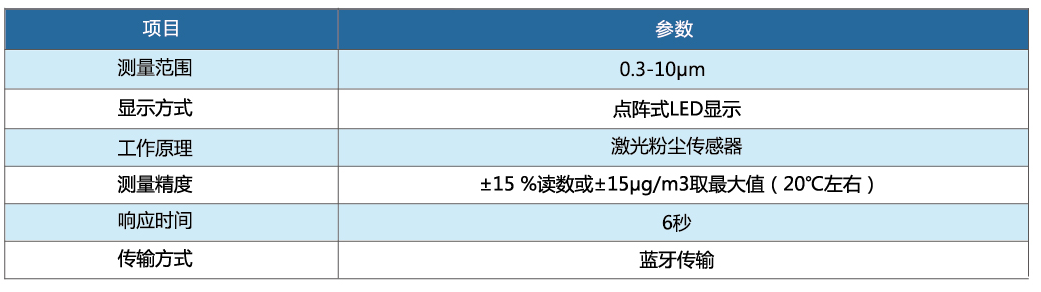 项目 参数
测量范围 0.3-10μm
显示方式 点阵式LED显示
工作原理 激光粉尘传感器
测量精度 ±15 %读数或±15μg/m3取最大值（20℃左右）
响应时间 6秒
传输方式 蓝牙传输